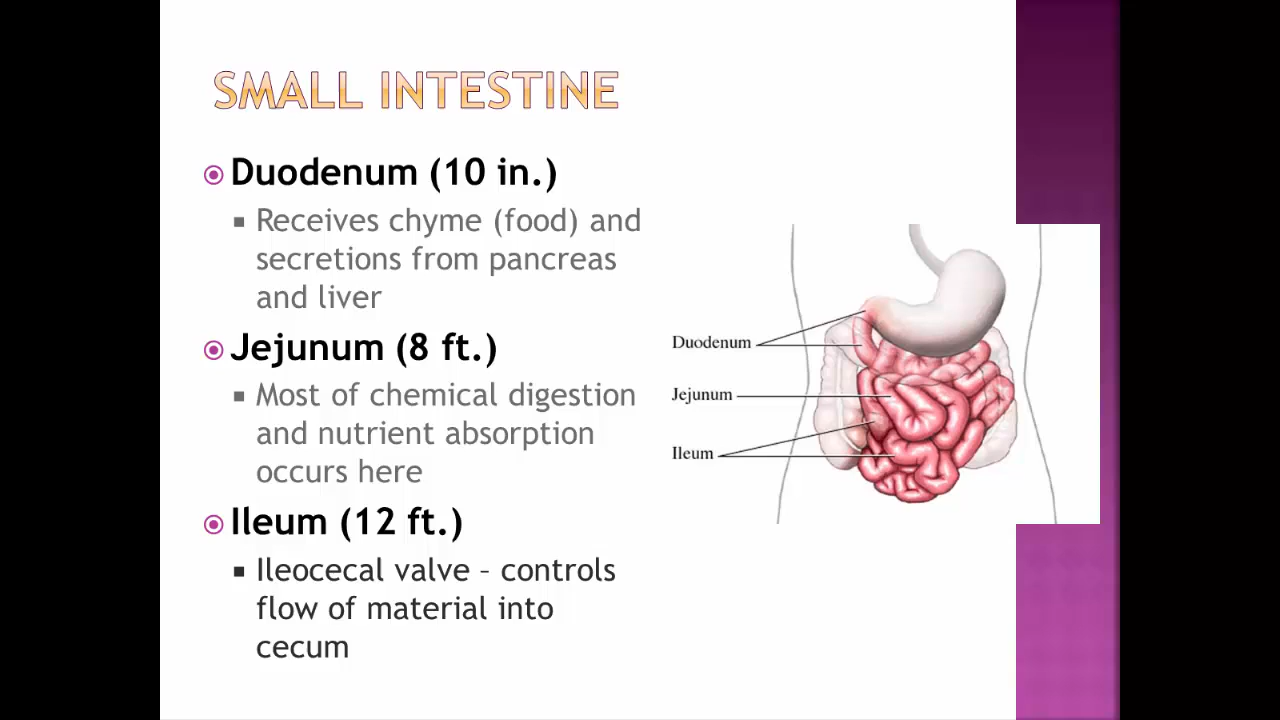 SMALL INTESTINE
Duodenum (10 in.)
Receives chyme (food) and
secretions from pancreas
and liver
Jejunum (8 ft.)
Most of chemical digestion
and nutrient absorption
occurs here
Ileum (12 ft.)
Ileocecal valve – controls
flow of material into
cecum
Duodenum
Jejunum
Ileum